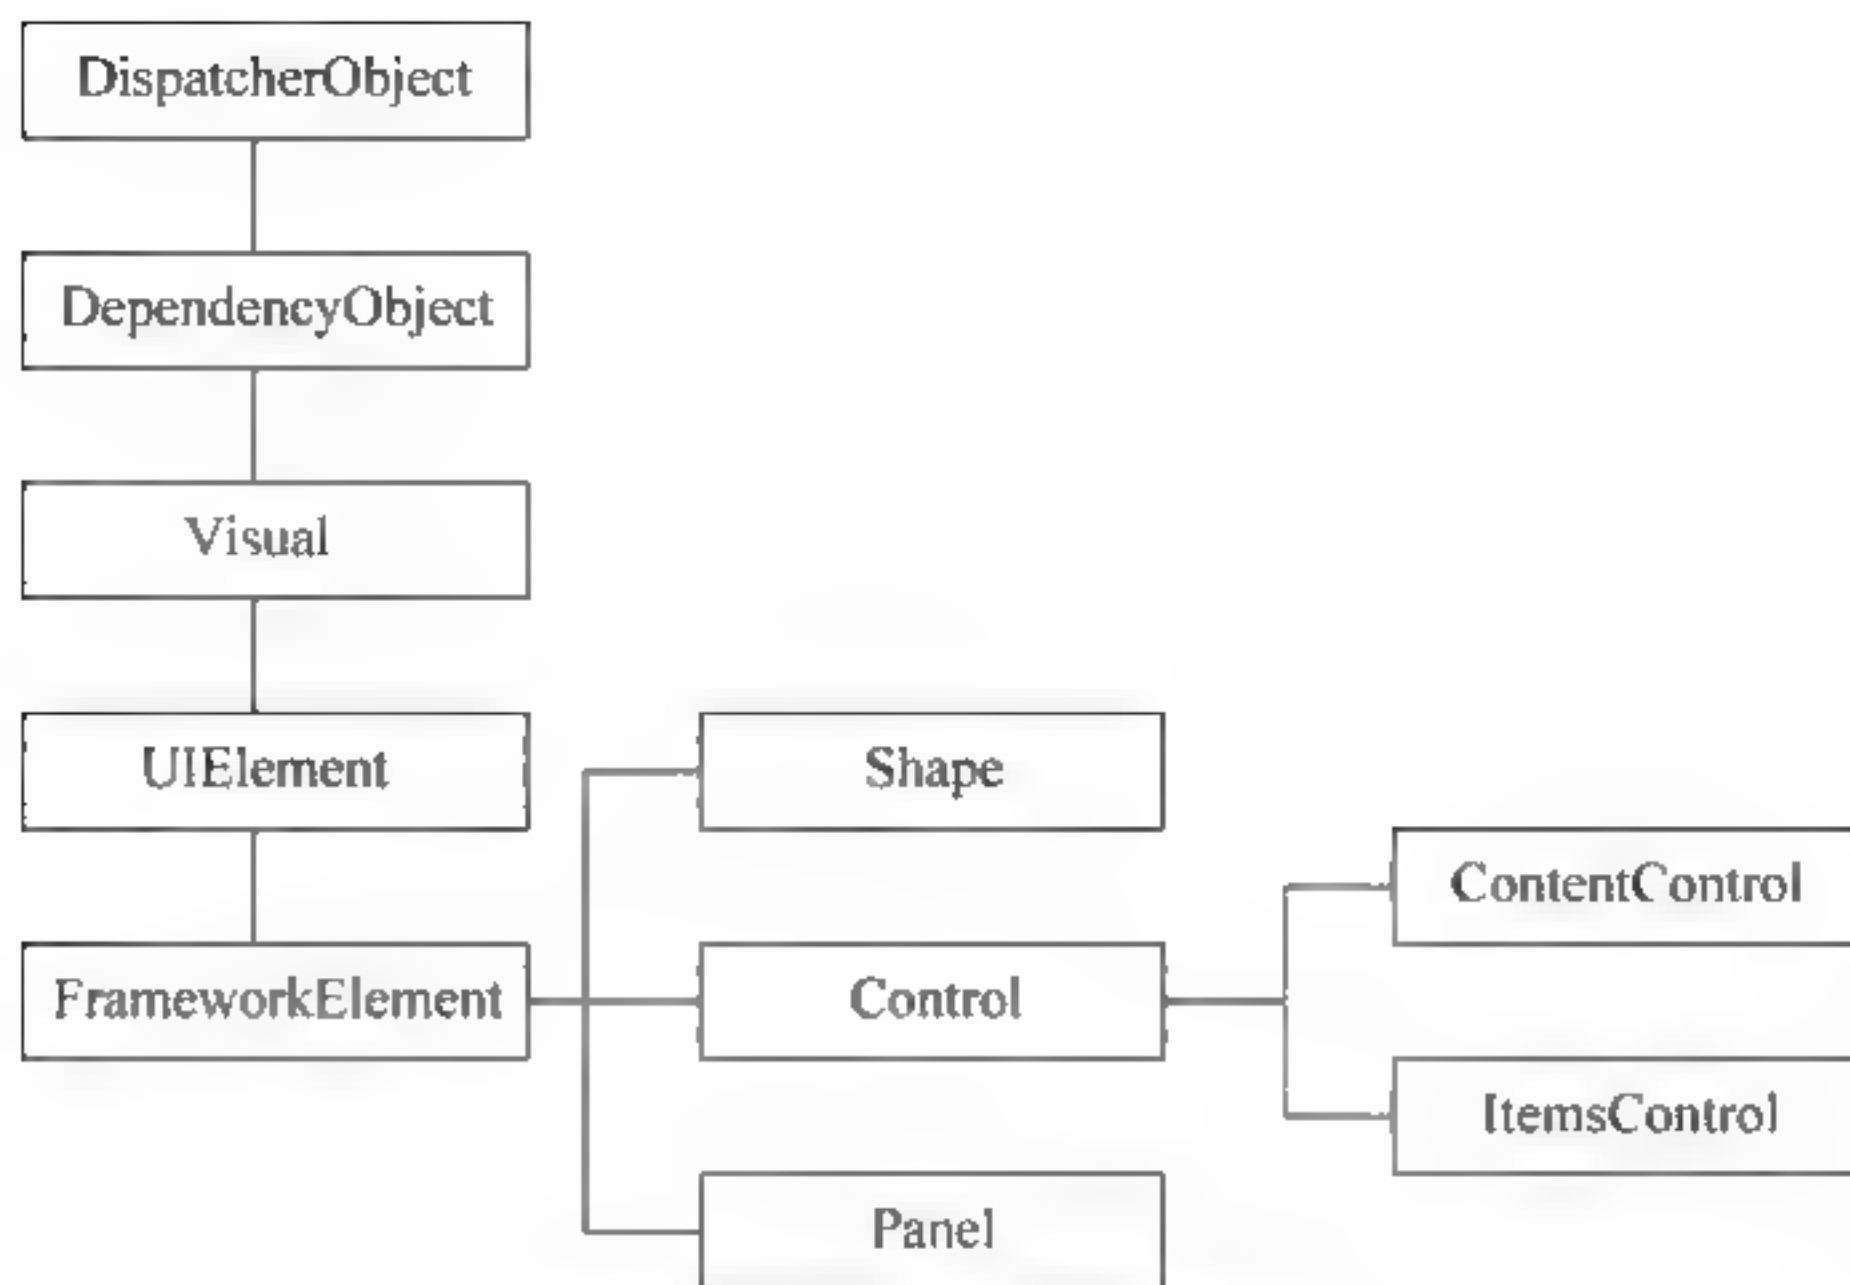 DispatcherObject
DependencyObject
Visual
UIElement
Shape
ContentControl
FrameworkElement
Control
ItemsControl
Panel